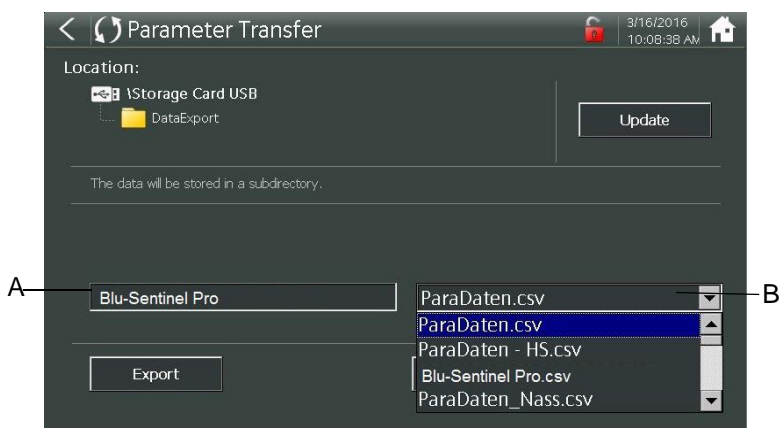 Parameter Transfer
3/16/2016
10:08:38 AM
Location:
\Storage Card USB
DataExport
Update
The data will be stored in a subdirectory.
A
Blu-Sentinel Pro
ParaDaten.csv
B
ParaDaten.csv
ParaDaten - HS.csv
Export
Blu-Sentinel Pro.csv
ParaDaten_Nass.csv